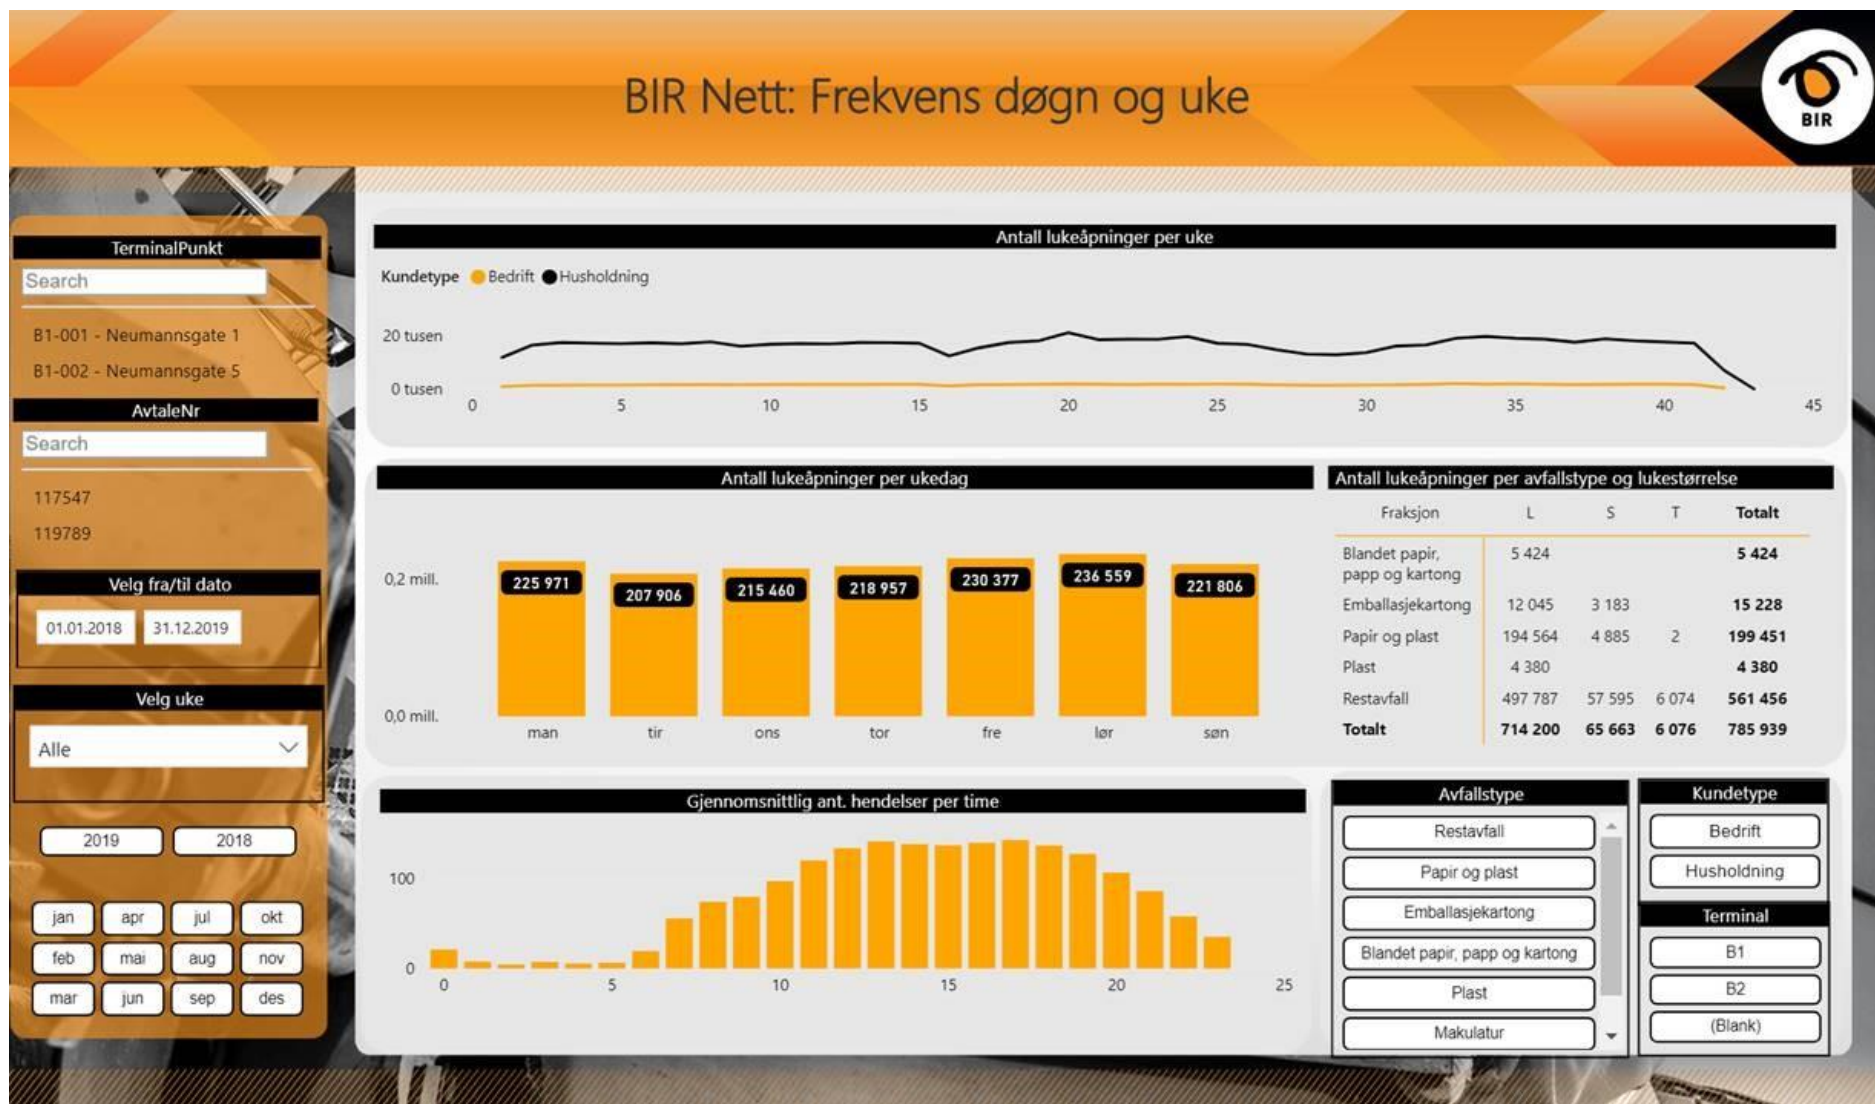 BIR Nett: Frekvens døgn og uke
BIR
TerminalPunkt
Search
B1-001 - Neumannsgate 1
B1-002 - Neumannsgate 5
AvtaleNr
Search
117547
119789
Velg fra/til dato
01.01.2018 31.12.2019
Velg uke
Alle
2019 2018
jan apr jul okt
feb mai aug nov
mar jun sep des
Antall lukeåpninger per uke
Kundetype Bedrift Husholdning
20 tusen
0 tusen
0 5 10 15 20 25 30 35 40 45
Antall lukeåpninger per ukedag
0,2 mill.
225 971 207 906 215 460 218 957 230 377 236 559 221 806
0,0 mill.
man tir ons tor fre lør søn
Antall lukeåpninger per avfallstype og lukestørrelse
Fraksjon L S T Totalt
Blandet papir, 5 424 5 424
papp og kartong
Emballasjekartong 12 045 3 183 15 228
Papir og plast 194 564 4 885 2 199 451
Plast 4 380 4 380
Restavfall 497 787 57 595 6 074 561 456
Totalt 714 200 65 663 6 076 785 939
Gjennomsnittlig ant. hendelser per time
100
0
0 5 10 15 20 25
Avfallstype
Restavfall
Papir og plast
Emballasjekartong
Blandet papir, papp og kartong
Plast
Makulatur
Kundetype
Bedrift
Husholdning
Terminal
B1
B2
(Blank)